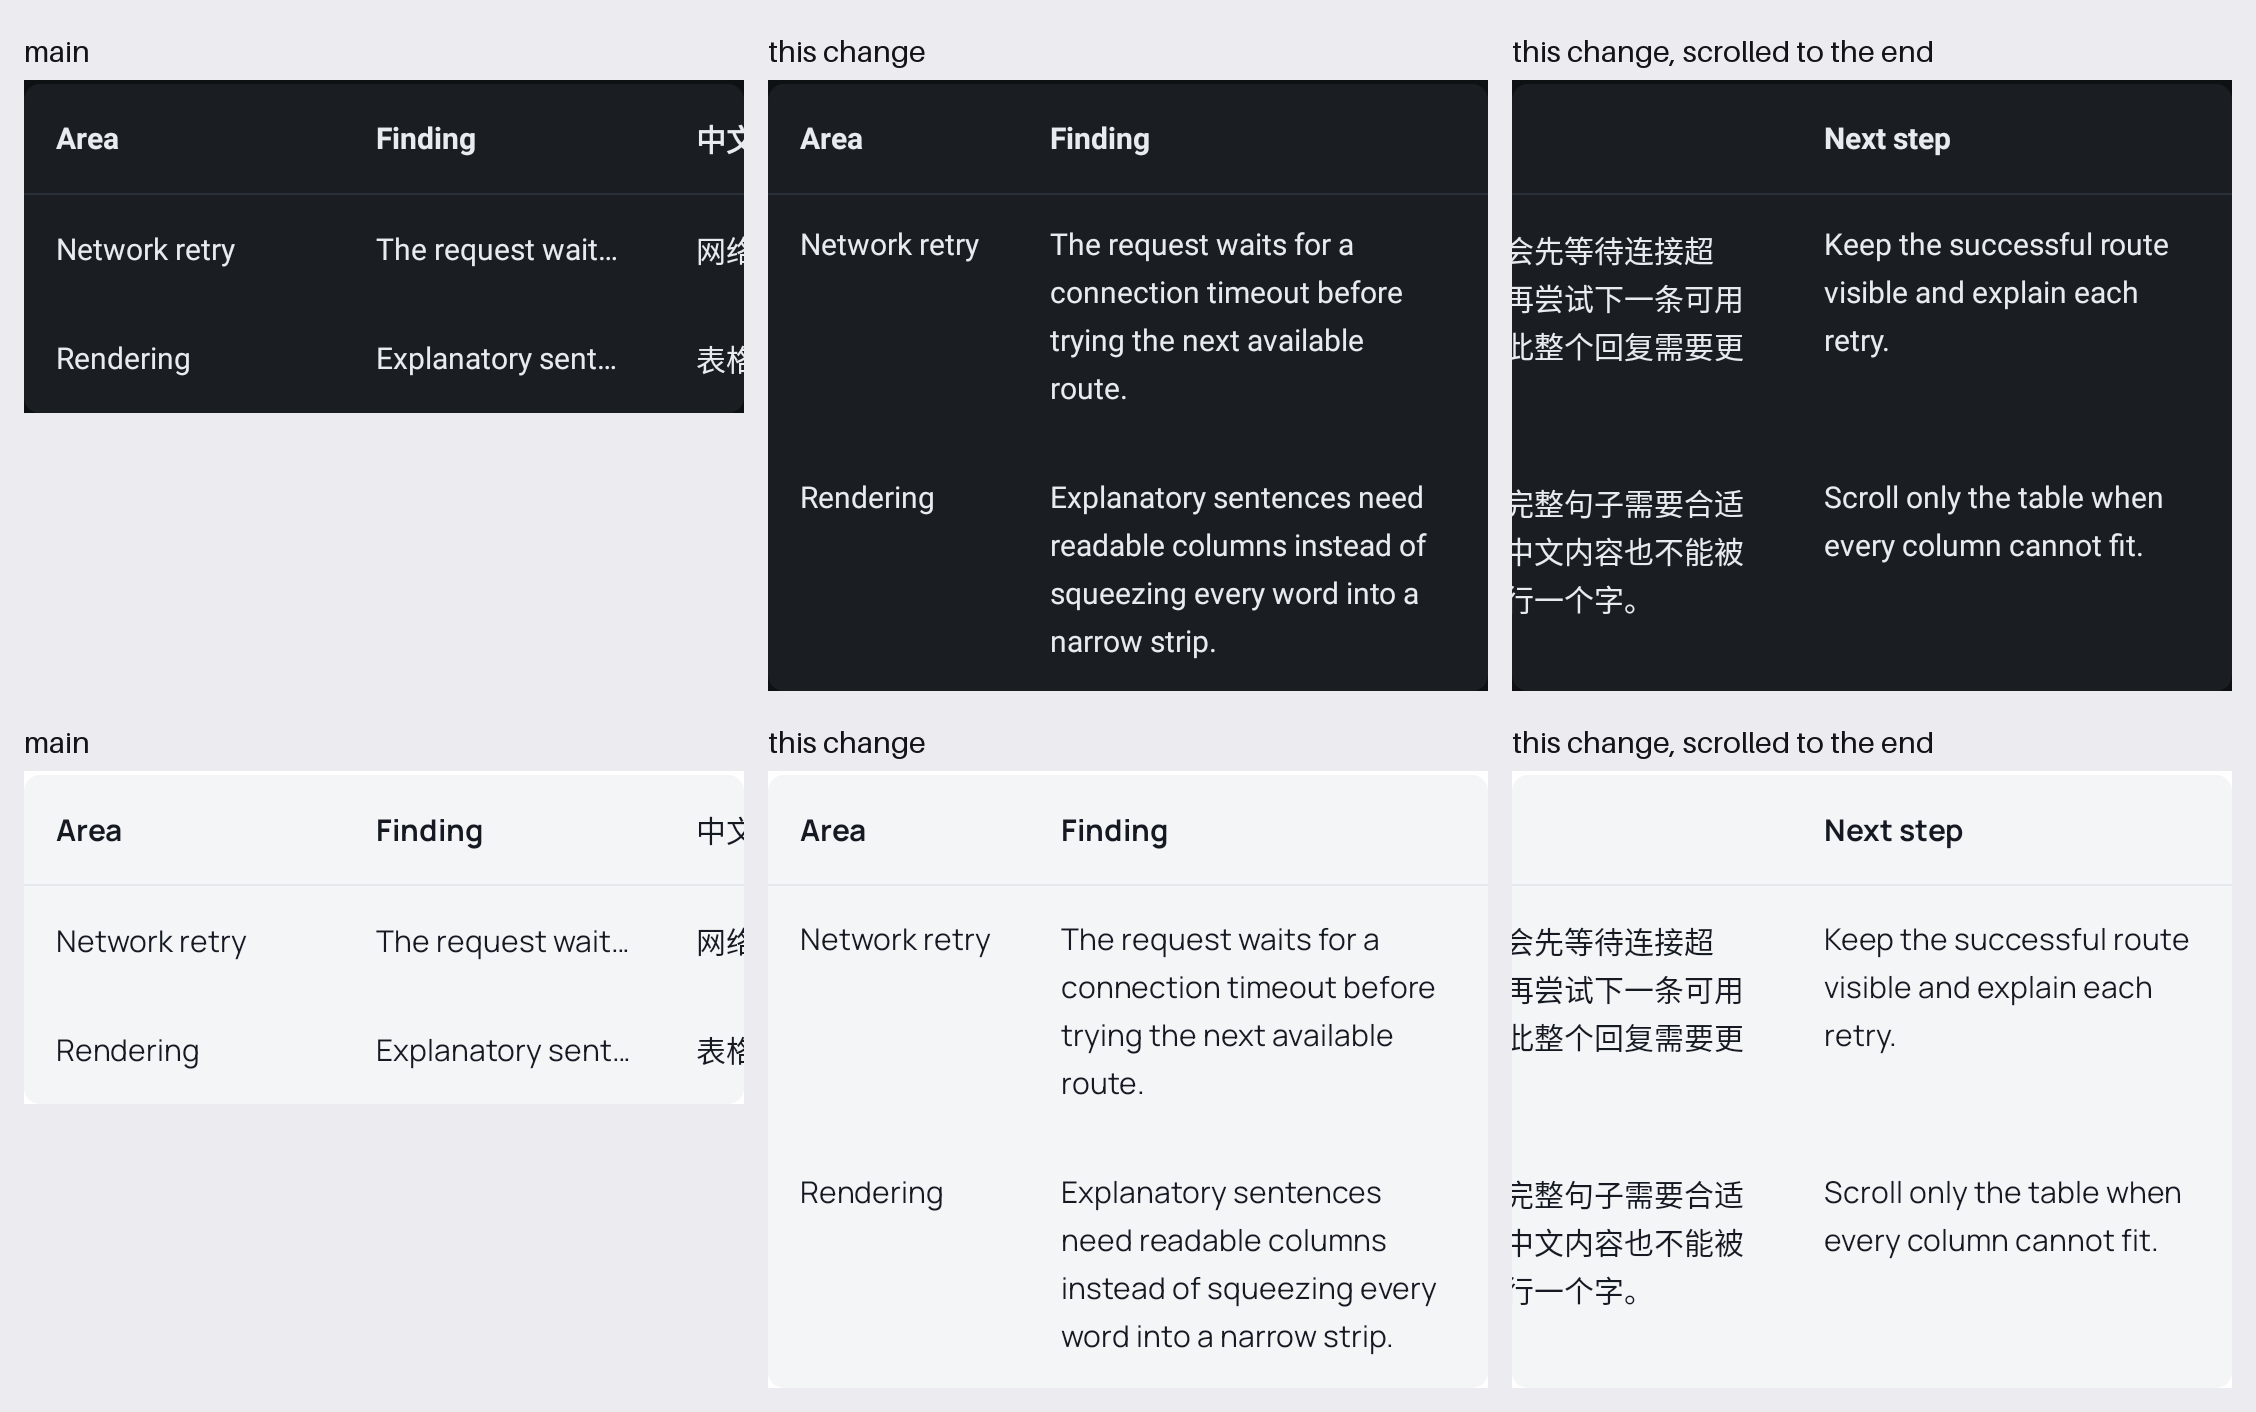 main
Area Finding 中文
Network retry The request wait... 网络
Rendering Explanatory sent... 表格
this change
Area Finding
Network retry The request waits for a
connection timeout before
trying the next available
route.
Rendering Explanatory sentences need
readable columns instead of
squeezing every word into a
narrow strip.
this change, scrolled to the end
Next step
会先等待连接超 Keep the successful route
再尝试下一条可用 visible and explain each
此整个回复需要更 retry.
完整句子需要合适 Scroll only the table when
中文内容也不能被 every column cannot fit.
行一个字。
main
Area Finding 中文
Network retry The request wait... 网络
Rendering Explanatory sent... 表格
this change
Area Finding
Network retry The request waits for a
connection timeout before
trying the next available
route.
Rendering Explanatory sentences
need readable columns
instead of squeezing every
word into a narrow strip.
this change, scrolled to the end
Next step
会先等待连接超 Keep the successful route
再尝试下一条可用 visible and explain each
此整个回复需要更 retry.
完整句子需要合适 Scroll only the table when
中文内容也不能被 every column cannot fit.
行一个字。